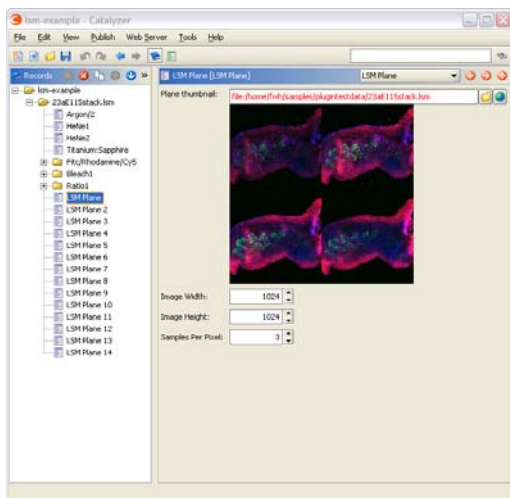 lsm-example - Catalyzer
File Edit View Publish Web Server Tools Help
Records
LSM Plane [LSM Plane]
LSM Plane
lsm-example
23aE115stack.lsm
Argon/2
HeNe1
HeNe2
Titanium:Sapphire
Fitc/Rhodamine/Cy5
Bleach1
Ratio1
LSM Plane
LSM Plane 2
LSM Plane 3
LSM Plane 4
LSM Plane 5
LSM Plane 6
LSM Plane 7
LSM Plane 8
LSM Plane 9
LSM Plane 10
LSM Plane 11
LSM Plane 12
LSM Plane 13
LSM Plane 14
Plane thumbnail:
Image Width: 1024
Image Height: 1024
Samples Per Pixel: 3